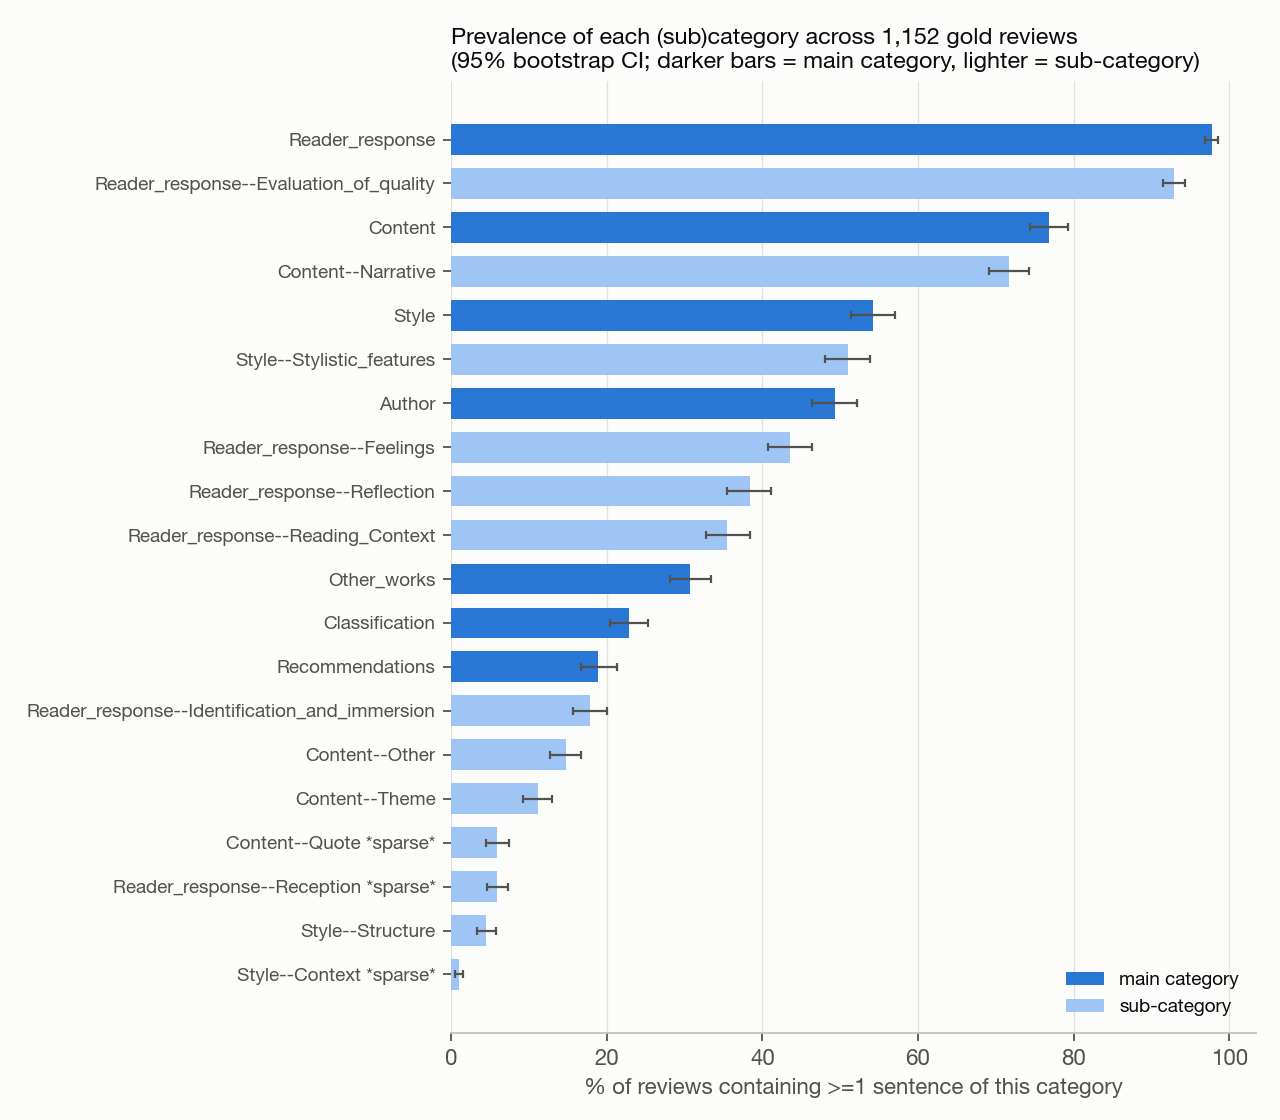 Prevalence of each (sub)category across 1,152 gold reviews
(95% bootstrap CI; darker bars = main category, lighter = sub-category)
Reader_response
Reader_response--Evaluation_of_quality
Content
Content--Narrative
Style
Style--Stylistic_features
Author
Reader_response--Feelings
Reader_response--Reflection
Reader_response--Reading_Context
Other_works
Classification
Recommendations
Reader_response--Identification_and_immersion
Content--Other
Content--Theme
Content--Quote *sparse*
Reader_response--Reception *sparse*
Style--Structure
Style--Context *sparse*
main category
sub-category
0 20 40 60 80 100
% of reviews containing >=1 sentence of this category